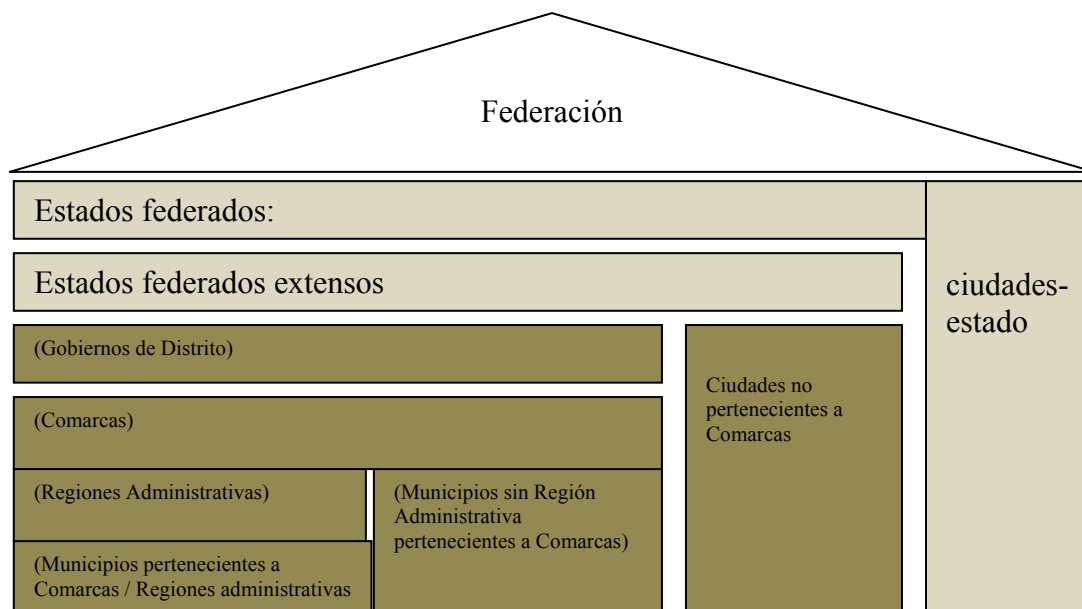 Federación
Estados federados:
Estados federados extensos
ciudades-
estado
(Gobiernos de Distrito)
Ciudades no
pertenecientes a
Comarcas
(Comarcas)
(Regiones Administrativas)
(Municipios sin Región
Administrativa
pertenecientes a Comarcas)
(Municipios pertenecientes a
Comarcas / Regiones administrativas